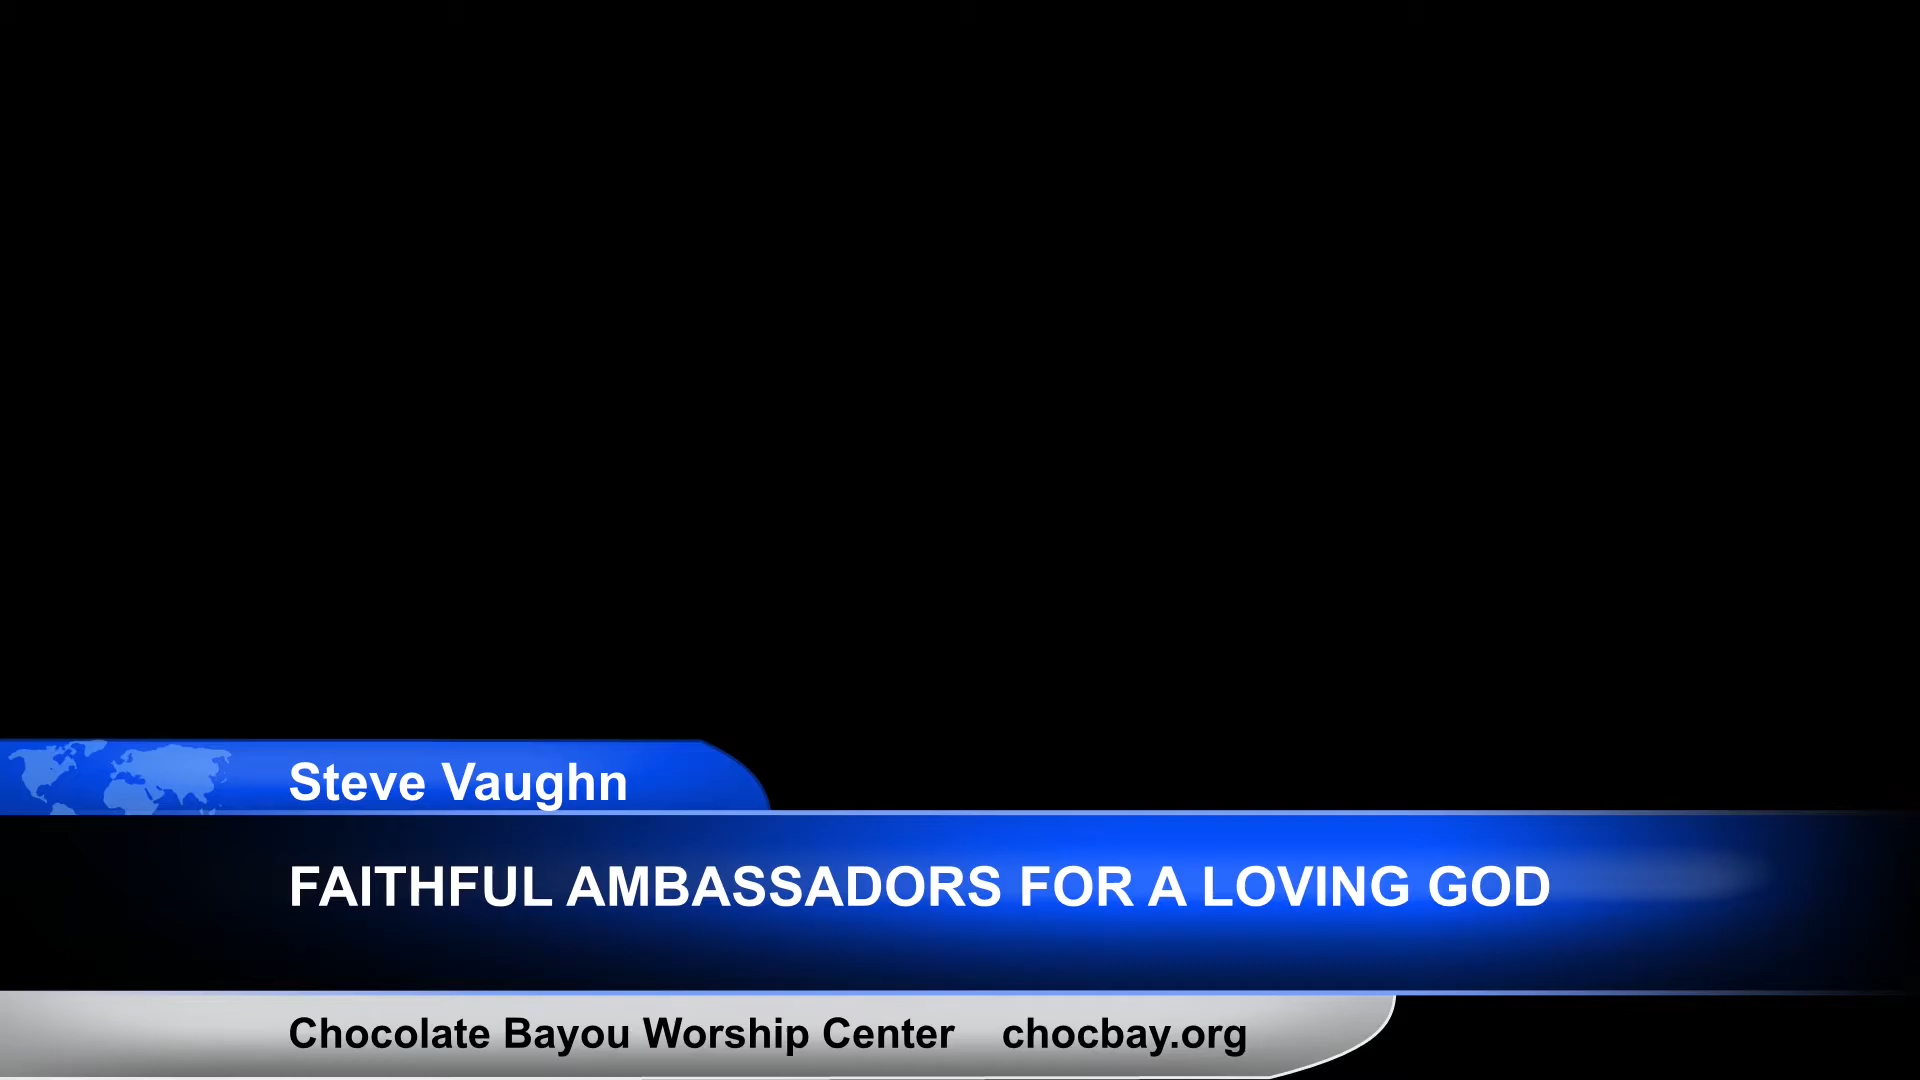 Steve Vaughn
FAITHFUL AMBASSADORS FOR A LOVING GOD
Chocolate Bayou Worship Center chocbay.org